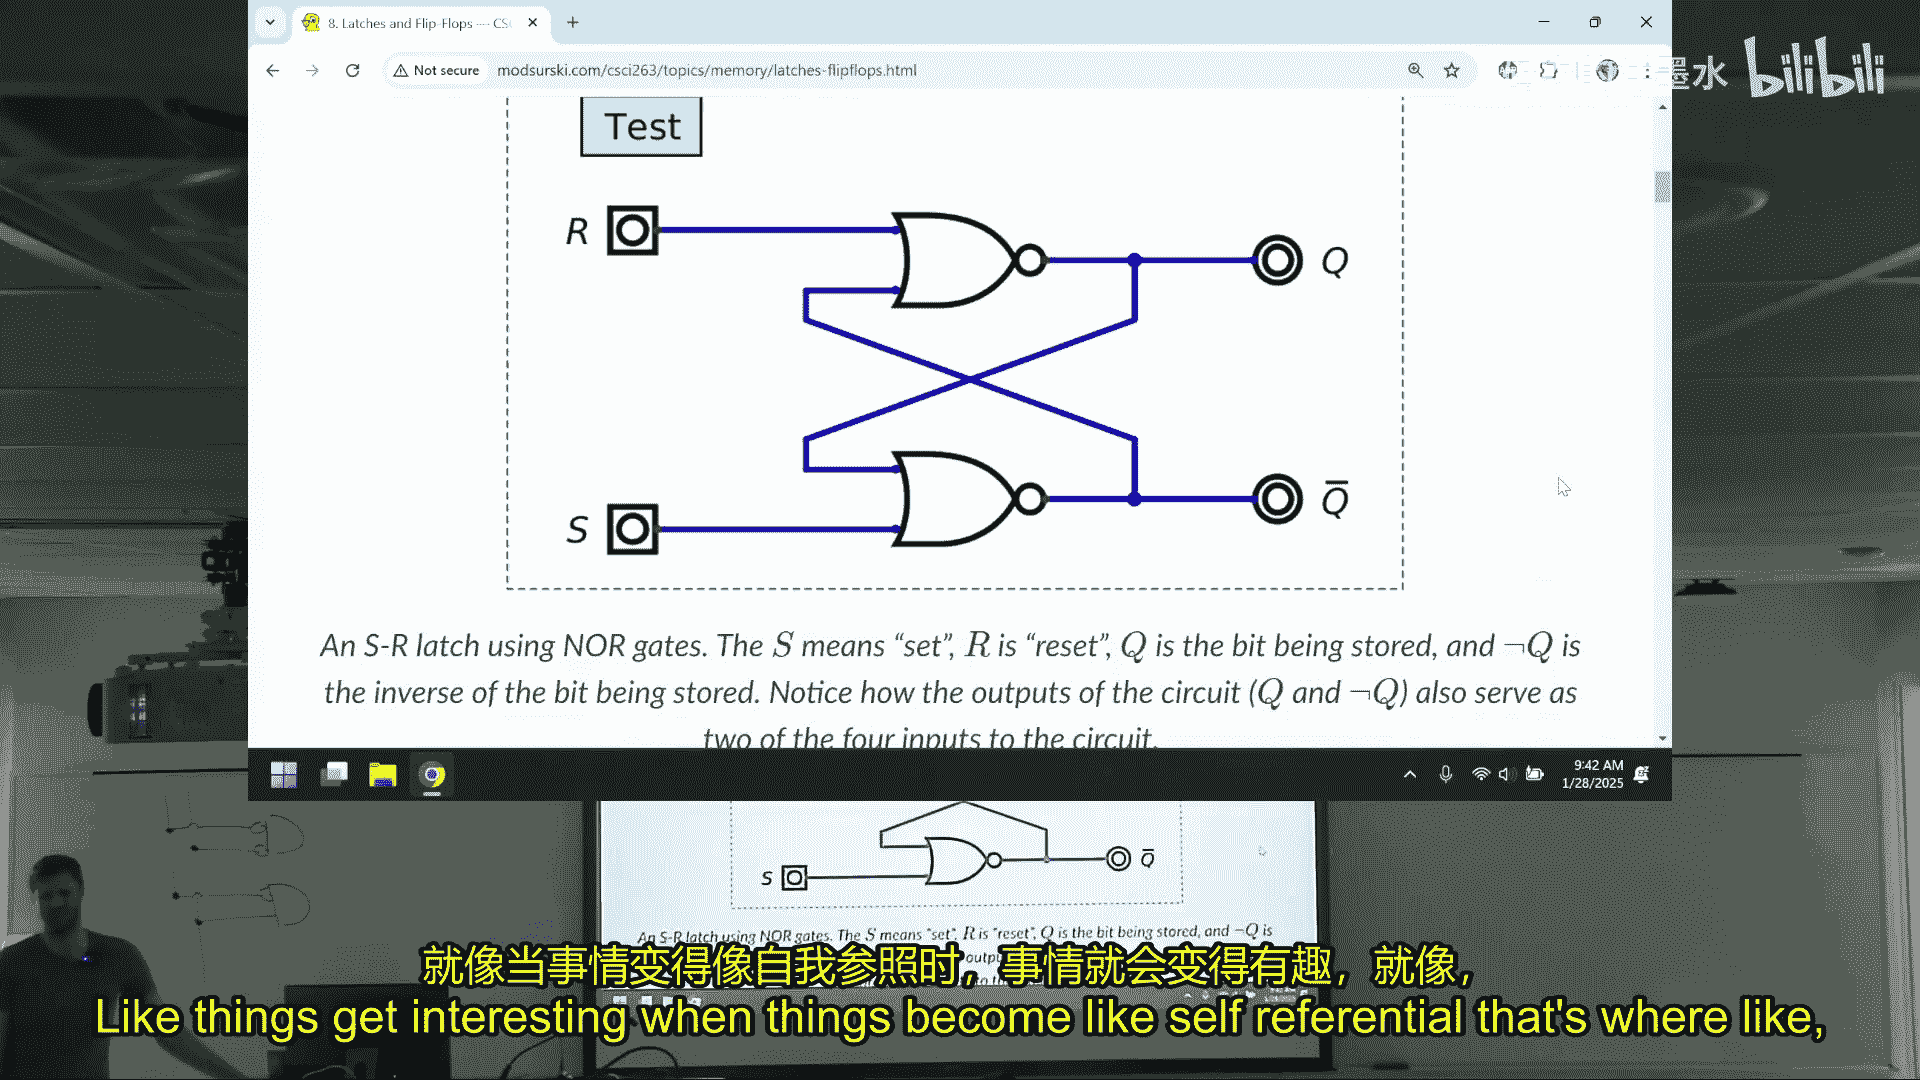 8. Latches and Flip-Flops — CSC
Not secure
modsurski.com/csci263/topics/memory/latches-flipflops.html
墨水 bilibili
Test
R
Q
S
Q̅
An S-R latch using NOR gates. The S means “set”, R is “reset”, Q is the bit being stored, and ¬Q is
the inverse of the bit being stored. Notice how the outputs of the circuit (Q and ¬Q) also serve as
two of the four inputs to the circuit.
9:42 AM
1/28/2025
S
Q̅
An S-R latch using NOR gates. The S means "set", R is "reset", Q is the bit being stored, and ¬Q is
就像当事情变得像自我参照时，事情就会变得有趣，就像，
Like things get interesting when things become like self referential that's where like,